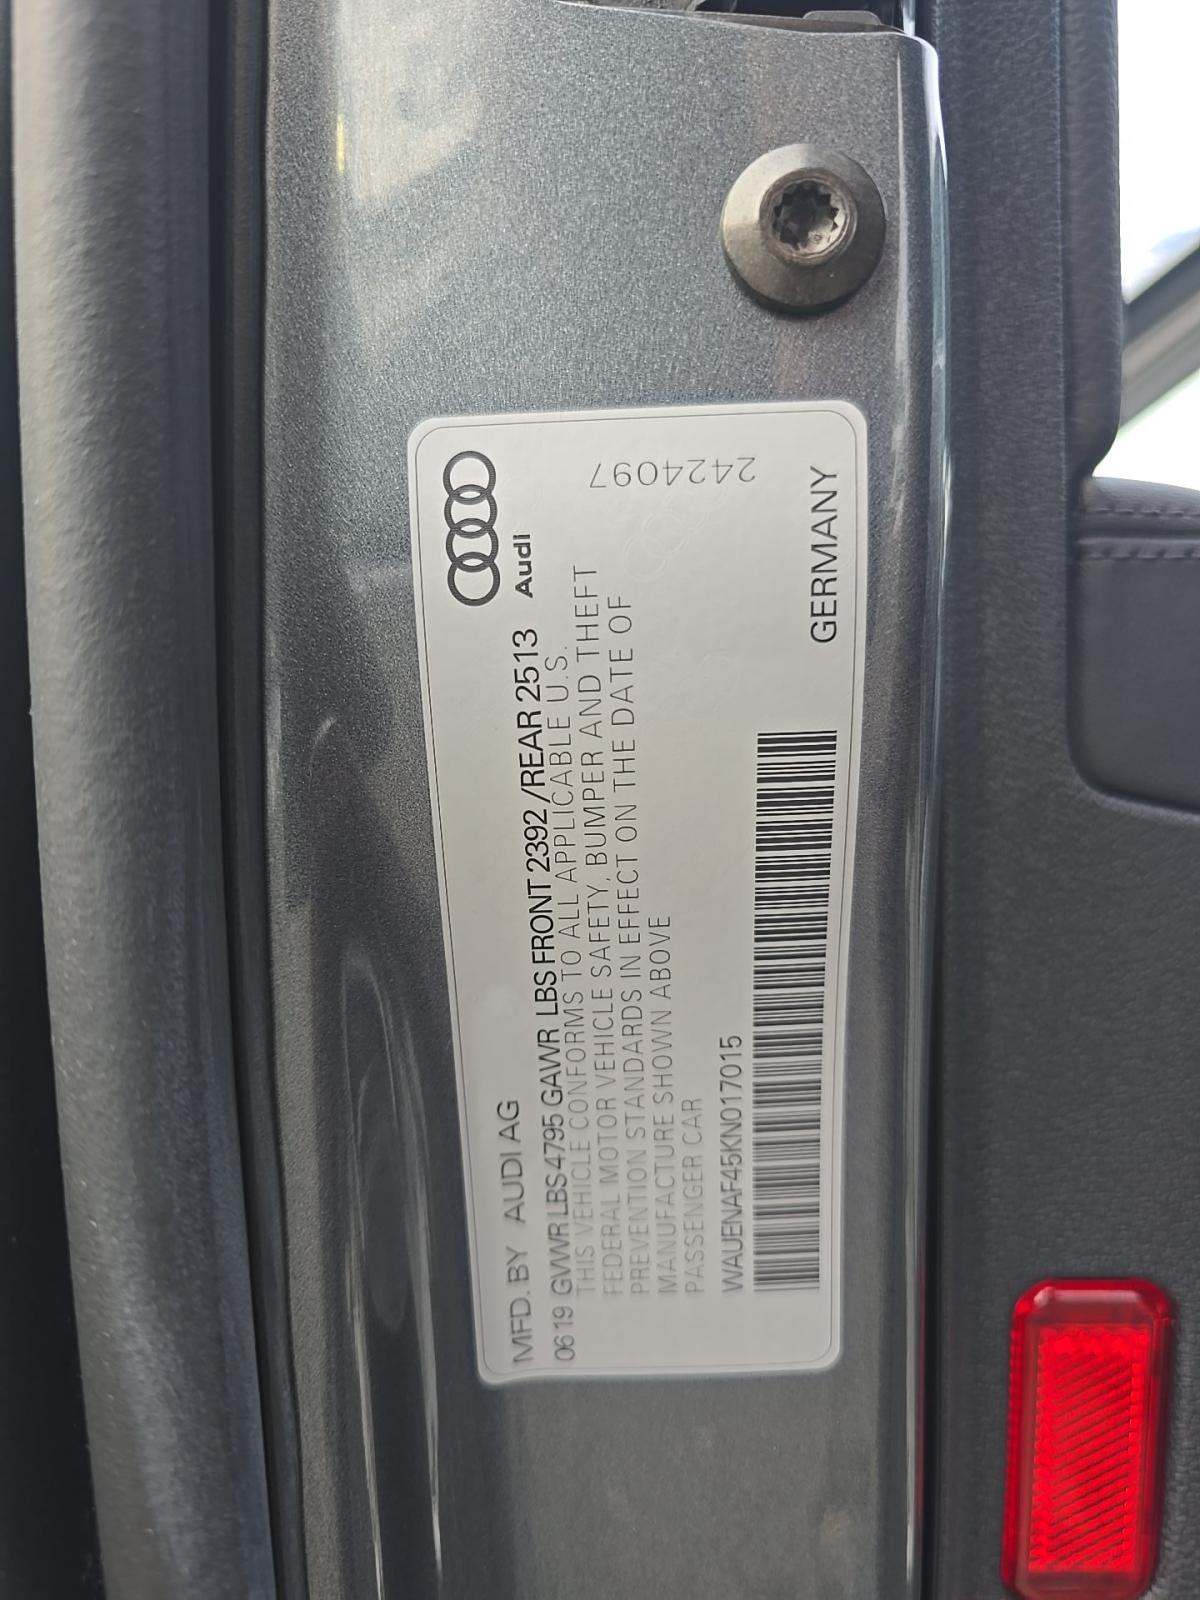 MFD. BY AUDI AG
Audi
0619 GVWR LBS 4795 GAWR LBS FRONT 2392 /REAR 2513
THIS VEHICLE CONFORMS TO ALL APPLICABLE U.S.
FEDERAL MOTOR VEHICLE SAFETY, BUMPER AND THEFT
PREVENTION STANDARDS IN EFFECT ON THE DATE OF
MANUFACTURE SHOWN ABOVE
PASSENGER CAR
WAUENAF45KN017015
GERMANY
2424097